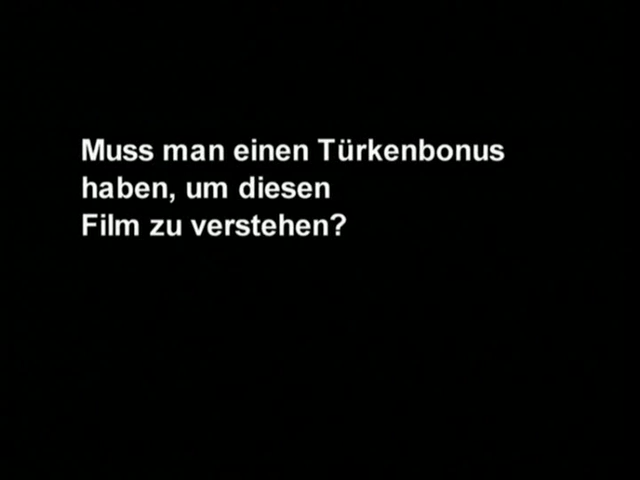 Muss man einen Türkenbonus
haben, um diesen
Film zu verstehen?